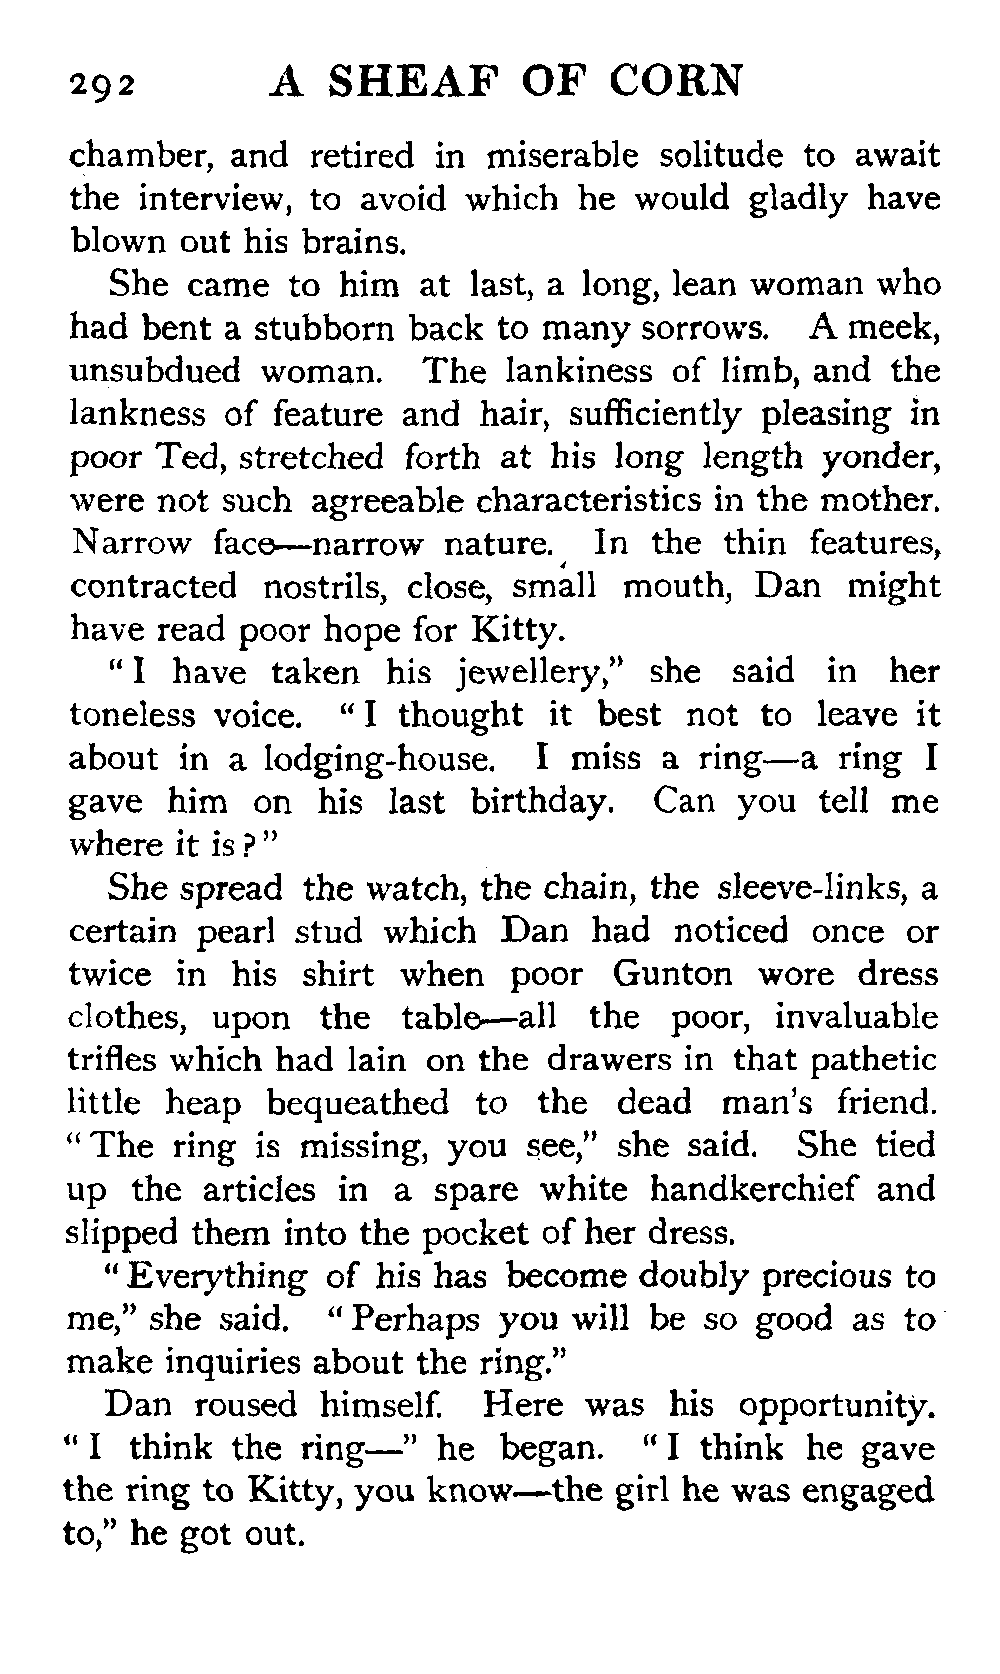 292 A SHEAF OF CORN
chamber, and retired in miserable solitude to await
the interview, to avoid which he would gladly have
blown out his brains.
She came to him at last, a long, lean woman who
had bent a stubborn back to many sorrows. A meek,
unsubdued woman. The lankiness of limb, and the
lankness of feature and hair, sufficiently pleasing in
poor Ted, stretched forth at his long length yonder,
were not such agreeable characteristics in the mother.
Narrow face—narrow nature. In the thin features,
contracted nostrils, close, small mouth, Dan might
have read poor hope for Kitty.
“I have taken his jewellery,” she said in her
toneless voice. “I thought it best not to leave it
about in a lodging-house. I miss a ring—a ring I
gave him on his last birthday. Can you tell me
where it is?”
She spread the watch, the chain, the sleeve-links, a
certain pearl stud which Dan had noticed once or
twice in his shirt when poor Gunton wore dress
clothes, upon the table—all the poor, invaluable
trifles which had lain on the drawers in that pathetic
little heap bequeathed to the dead man's friend.
“The ring is missing, you see,” she said. She tied
up the articles in a spare white handkerchief and
slipped them into the pocket of her dress.
“Everything of his has become doubly precious to
me,” she said. “Perhaps you will be so good as to
make inquiries about the ring.”
Dan roused himself. Here was his opportunity.
“I think the ring—” he began. “I think he gave
the ring to Kitty, you know—the girl he was engaged
to,” he got out.